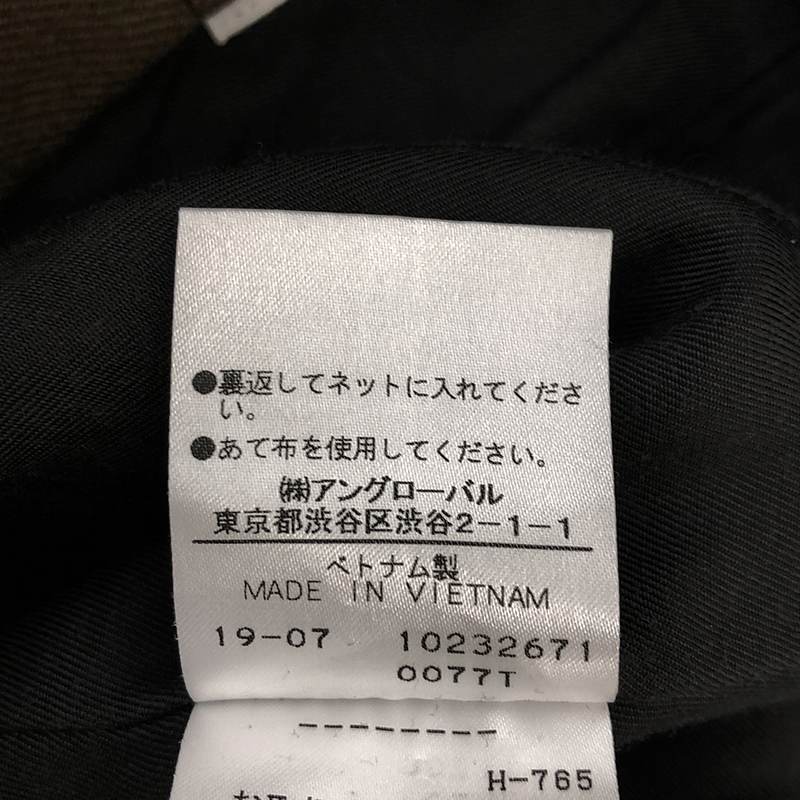 ●裏返してネットに入れてくださ
い。
●あて布を使用してください。
㈱アングローバル
東京都渋谷区渋谷2-1-1
ベトナム製
MADE IN VIETNAM
19-07 10232671
0077T
--------
H-765